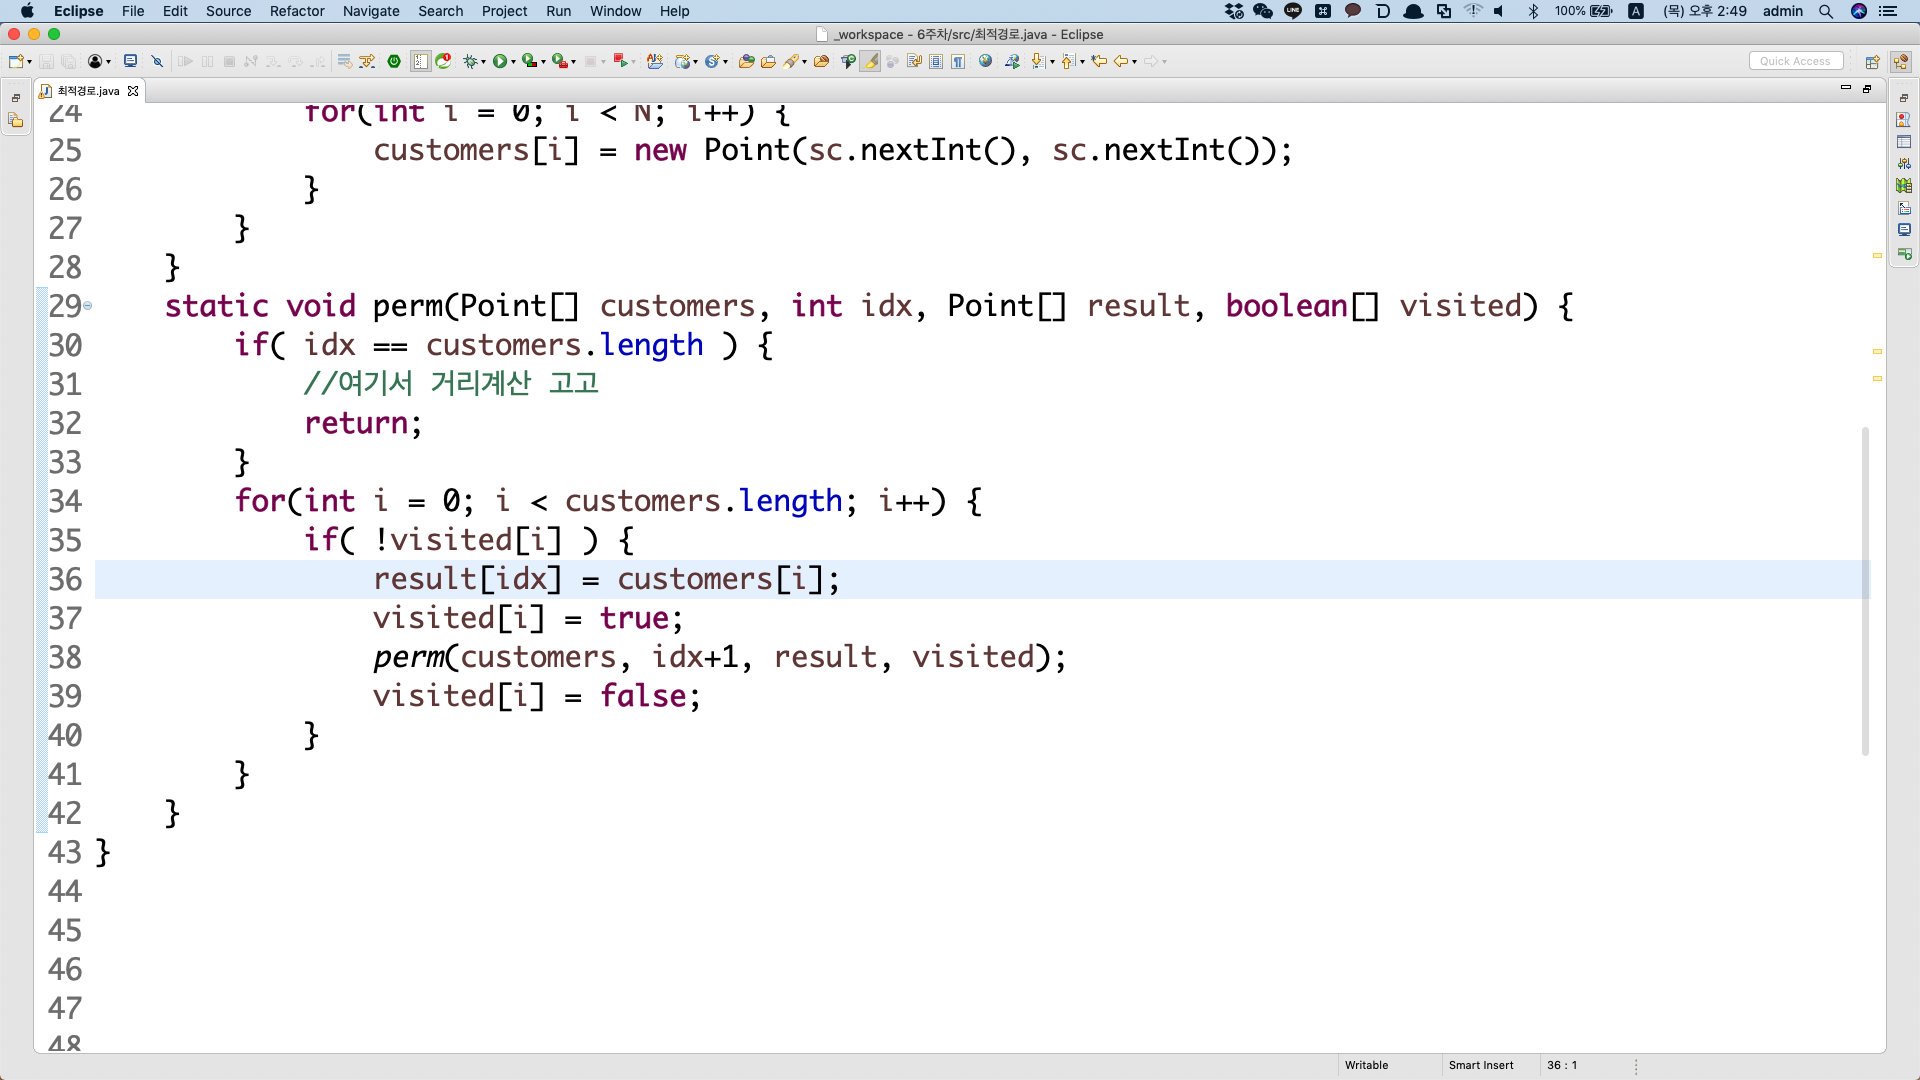 Eclipse File Edit Source Refactor Navigate Search Project Run Window Help 100% A (목) 오후 2:49 admin
_workspace - 6주차/src/최적경로.java - Eclipse
Quick Access
최적경로.java
24 for(int i = 0; i < N; i++) {
25 customers[i] = new Point(sc.nextInt(), sc.nextInt());
26 }
27 }
28 }
29 static void perm(Point[] customers, int idx, Point[] result, boolean[] visited) {
30 if( idx == customers.length ) {
31 //여기서 거리계산 고고
32 return;
33 }
34 for(int i = 0; i < customers.length; i++) {
35 if( !visited[i] ) {
36 result[idx] = customers[i];
37 visited[i] = true;
38 perm(customers, idx+1, result, visited);
39 visited[i] = false;
40 }
41 }
42 }
43 }
44
45
46
47
48
Writable Smart Insert 36 : 1